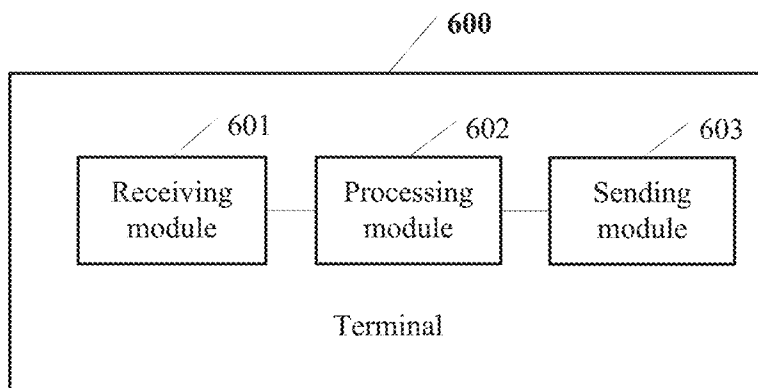 600
601
602
603
Receiving
module
Processing
module
Sending
module
Terminal